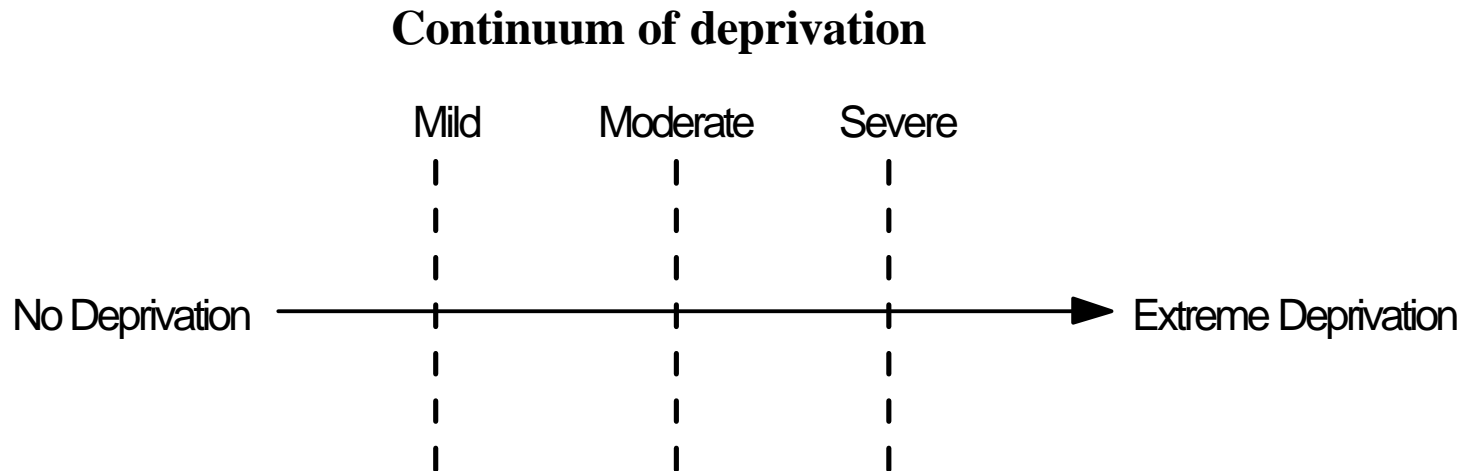 Continuum of deprivation
Mild Moderate Severe
No Deprivation Extreme Deprivation